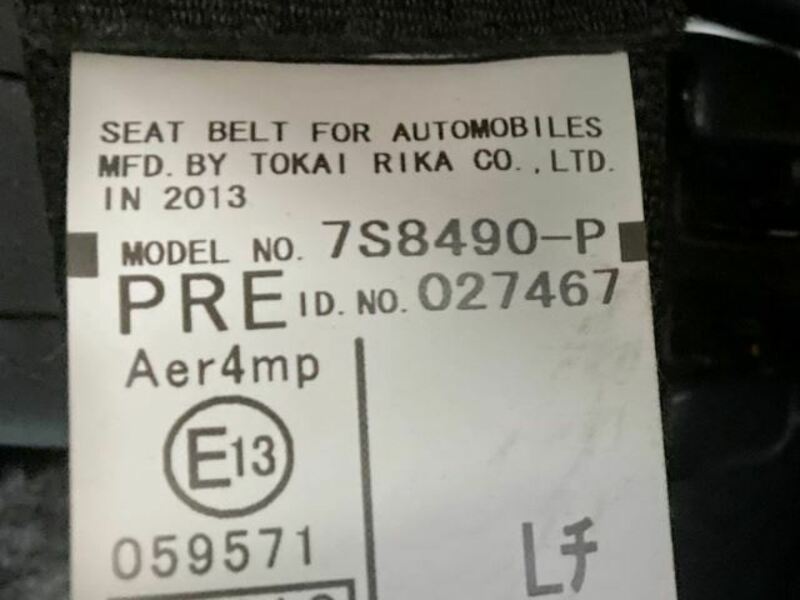 SEAT BELT FOR AUTOMOBILES
MFD. BY TOKAI RIKA CO., LTD.
IN 2013
MODEL NO. 7S8490-P
PRE ID. NO. 027467
Aer4mp
E13
059571
Lチ